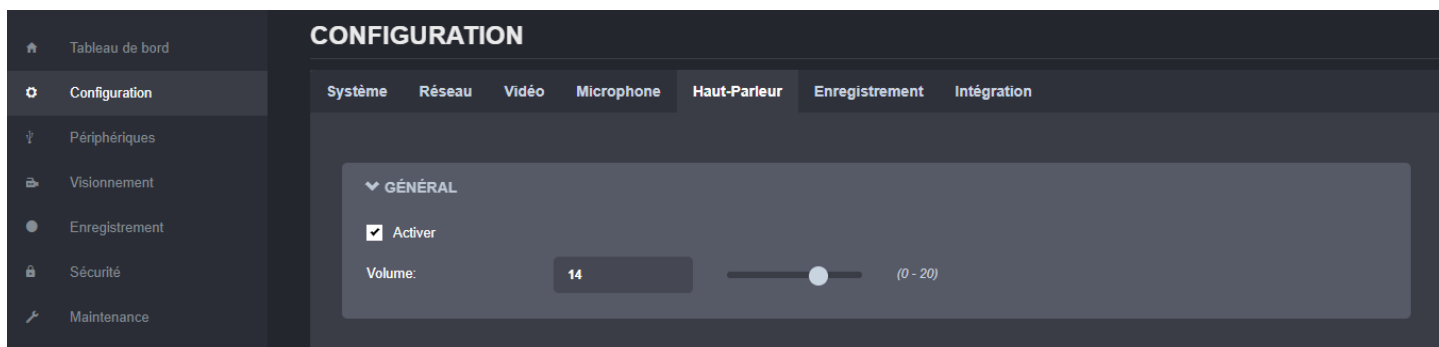 Tableau de bord
Configuration
Périphériques
Visionnement
Enregistrement
Sécurité
Maintenance
CONFIGURATION
Système Réseau Vidéo Microphone Haut-Parleur Enregistrement Intégration
GÉNÉRAL
Activer
Volume: 14 (0 - 20)